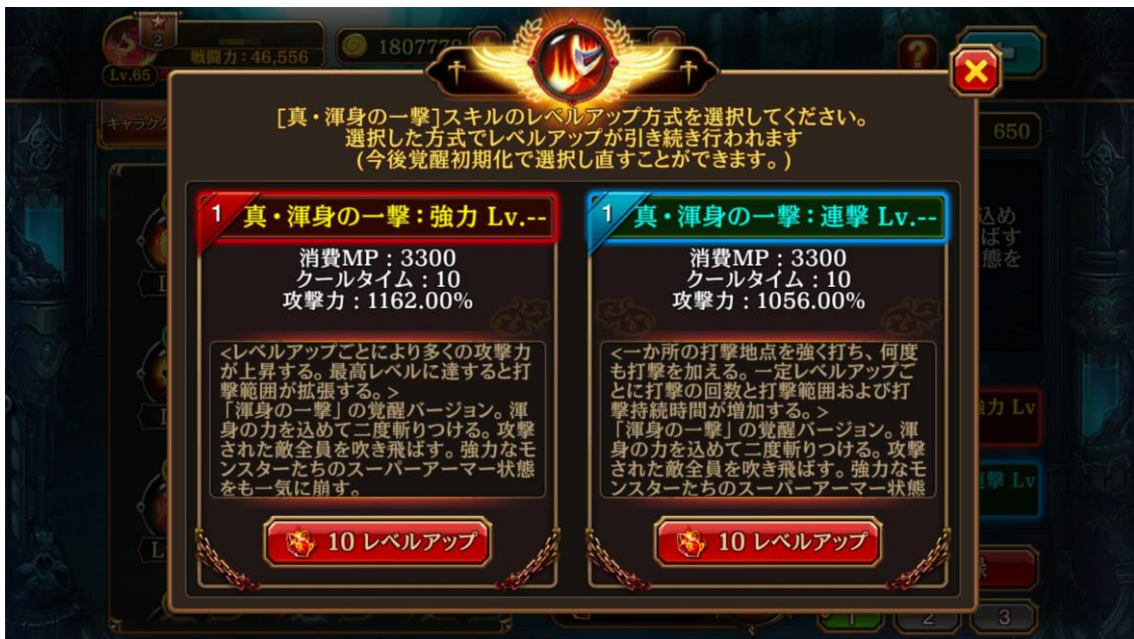 2
戦闘力:46,556
Lv.65
?
650
[真・渾身の一撃]スキルのレベルアップ方式を選択してください。
選択した方式でレベルアップが引き続き行われます
(今後覚醒初期化で選択し直すことができます。)
1 真・渾身の一撃:強力 Lv.--
消費MP:3300
クールタイム:10
攻撃力:1162.00%
<レベルアップごとにより多くの攻撃力
が上昇する。最高レベルに達すると打
撃範囲が拡張する。>
「渾身の一撃」の覚醒バージョン。渾
身の力を込めて二度斬りつける。攻撃
された敵全員を吹き飛ばす。強力なモ
ンスターたちのスーパーアーマー状態
をも一気に崩す。
10 レベルアップ
1 真・渾身の一撃:連撃 Lv.--
消費MP:3300
クールタイム:10
攻撃力:1056.00%
<一か所の打撃地点を強く打ち、何度
も打撃を加える。一定レベルアップご
とに打撃の回数と打撃範囲および打
撃持続時間が増加する。>
「渾身の一撃」の覚醒バージョン。渾
身の力を込めて二度斬りつける。攻撃
された敵全員を吹き飛ばす。強力なモ
ンスターたちのスーパーアーマー状態
10 レベルアップ
込め
ばす
態を
力 Lv
撃 Lv
1
2
3